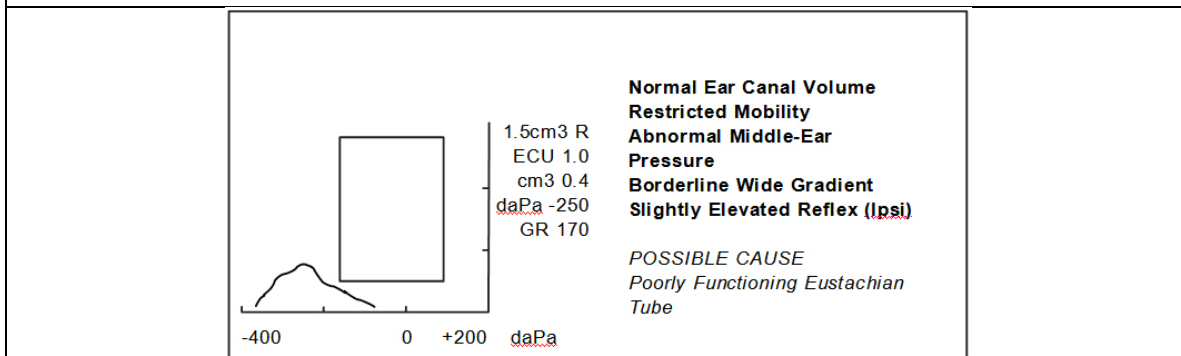 1.5cm3 R
ECU 1.0
cm3 0.4
daPa -250
GR 170
Normal Ear Canal Volume
Restricted Mobility
Abnormal Middle-Ear
Pressure
Borderline Wide Gradient
Slightly Elevated Reflex (Ipsi)
POSSIBLE CAUSE
Poorly Functioning Eustachian
Tube
-400 0 +200 daPa